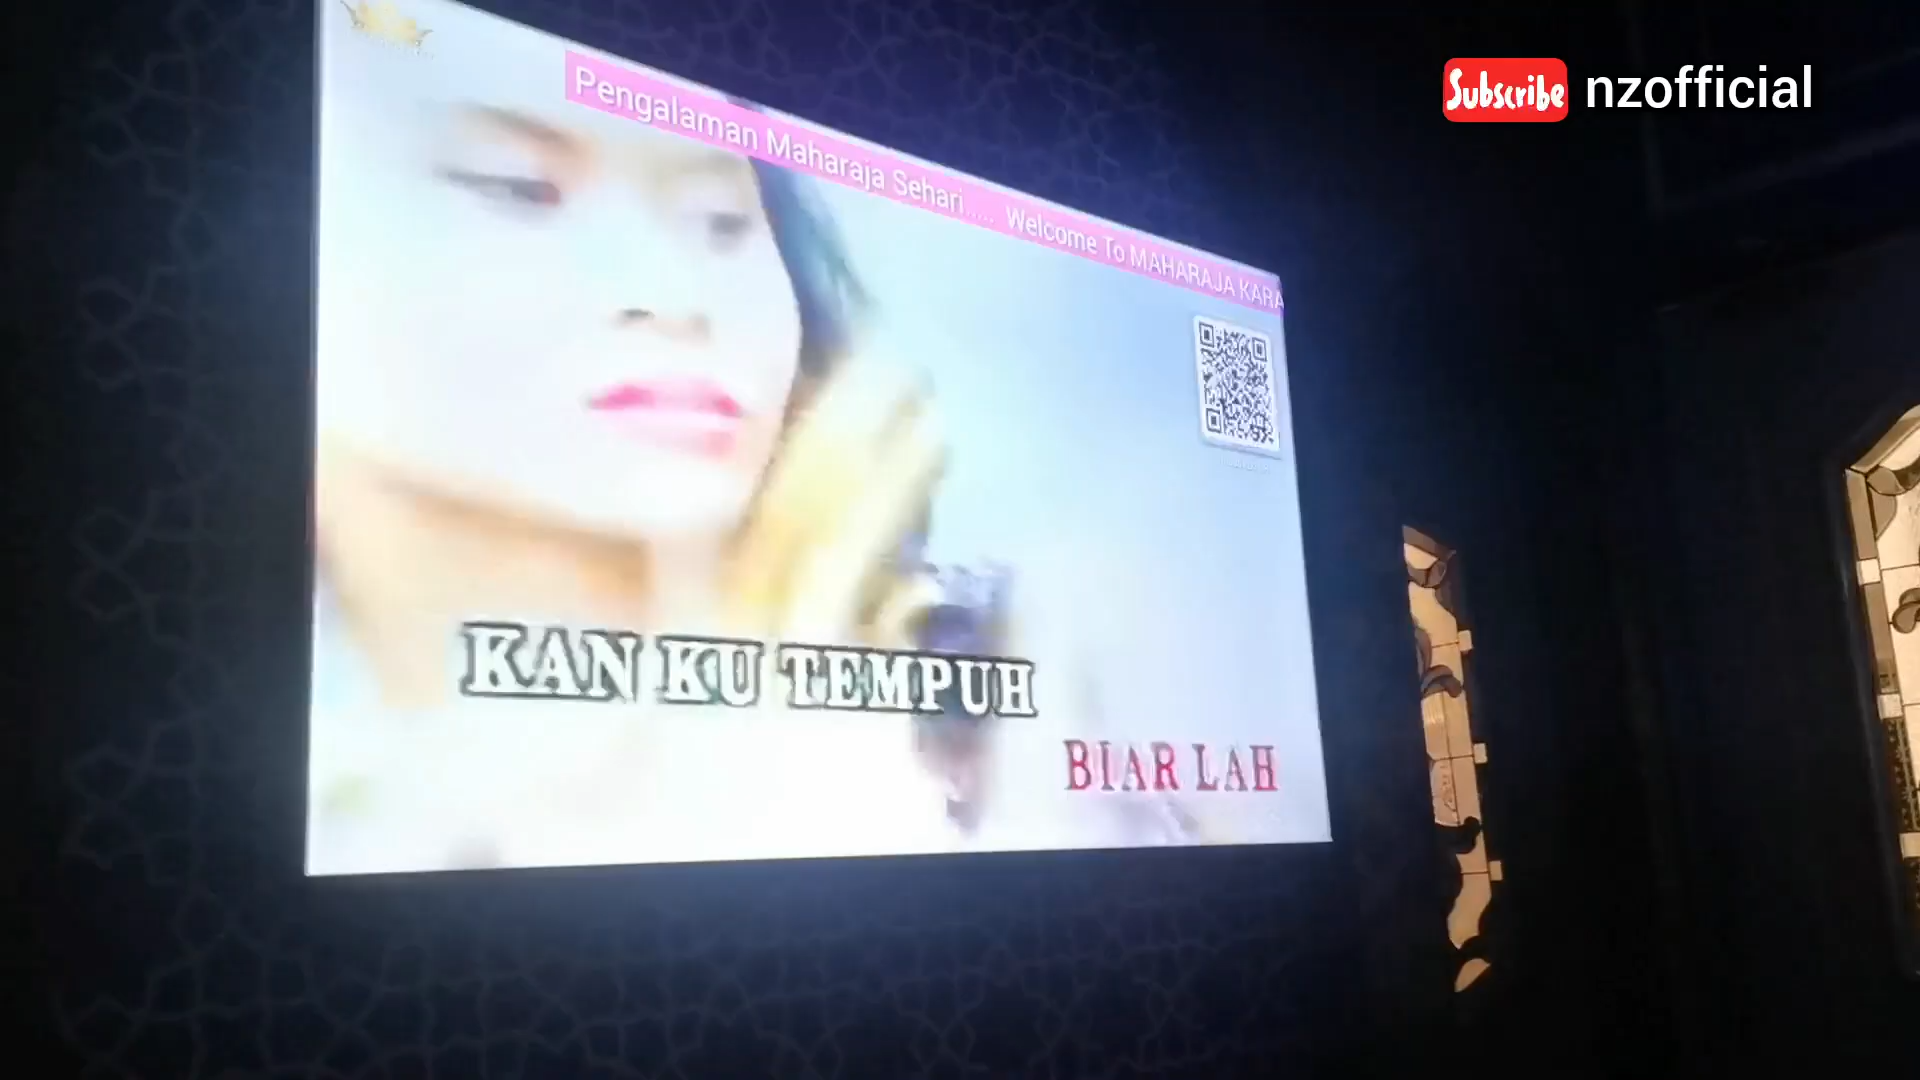 Subscribe nzofficial
Pengalaman Maharaja Sehari..... Welcome To MAHARAJA KARA
KAN KU TEMPUH
BIAR LAH